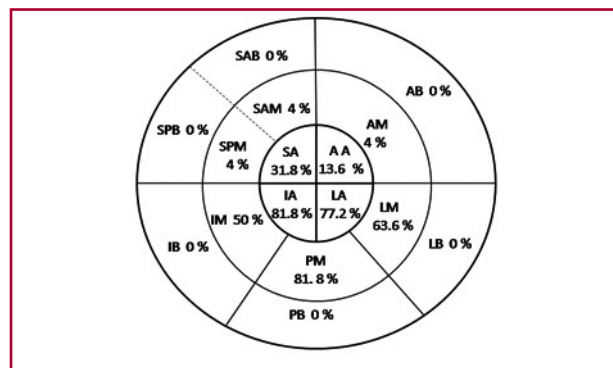 SAB 0 %
AB 0 %
SAM 4 %
AM
4 %
SPB 0 %
SPM
4 %
SA
31.8 %
A A
13.6 %
IA
81.8 %
LA
77.2 %
IM 50 %
LM
63.6 %
IB 0 %
LB 0 %
PM
81.8 %
PB 0 %